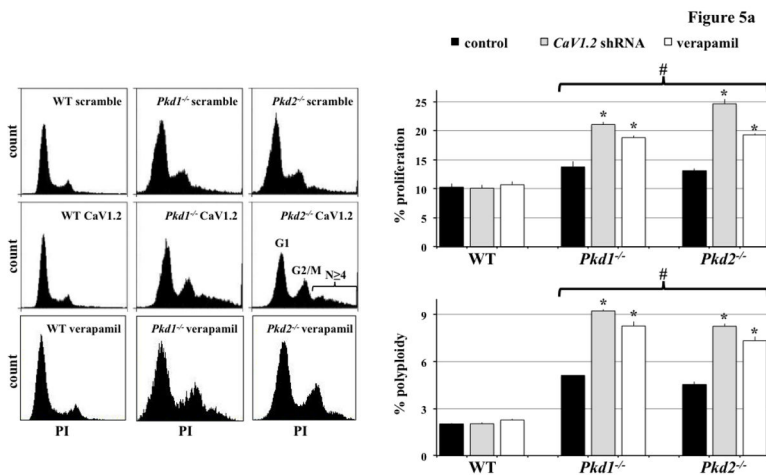 Figure 5a
■ control ■ CaV1.2 shRNA □ verapamil
WT scramble
Pkd1-/- scramble
Pkd2-/- scramble
count
WT CaV1.2
Pkd1-/- CaV1.2
Pkd2-/- CaV1.2
G1
G2/M
N≥4
count
WT verapamil
Pkd1-/- verapamil
Pkd2-/- verapamil
count
PI
PI
PI
#
% proliferation
25
20
15
10
5
0
* * * *
WT
Pkd1-/-
Pkd2-/-
#
% polyploidy
9
6
3
0
* * * *
WT
Pkd1-/-
Pkd2-/-